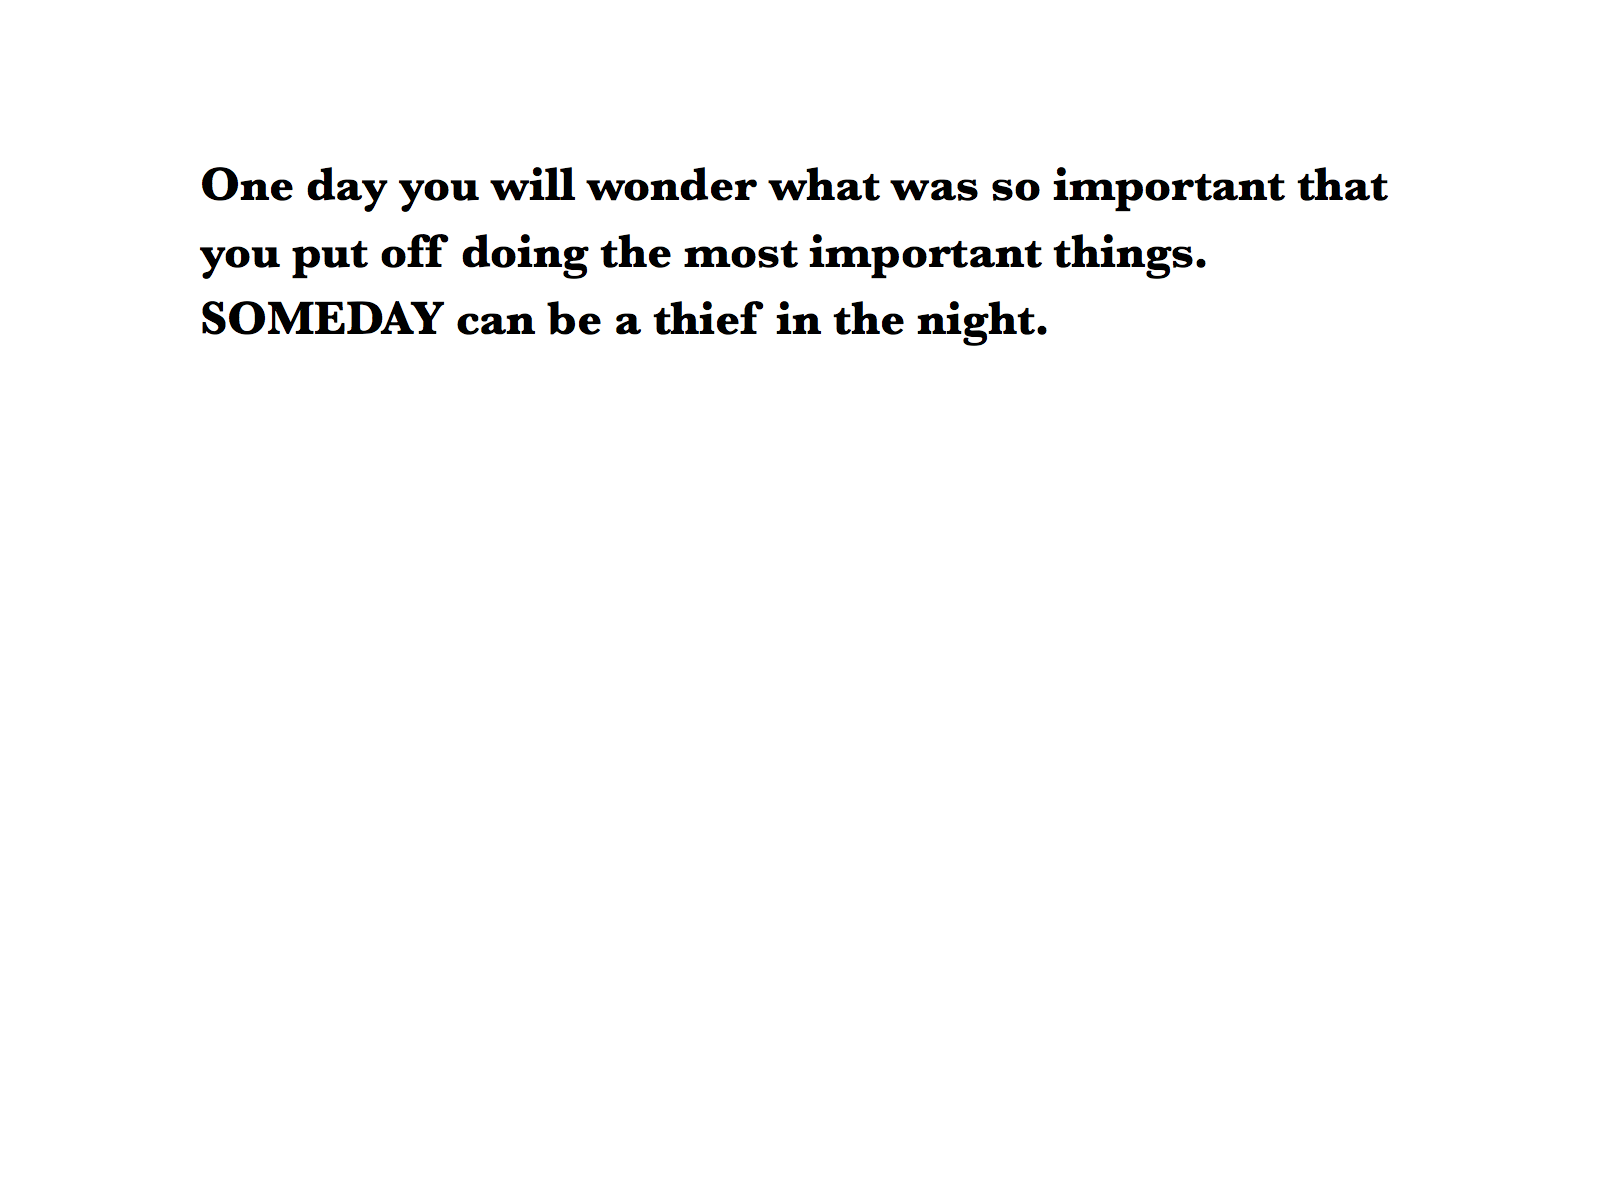 One day you will wonder what was so important that
you put off doing the most important things.
SOMEDAY can be a thief in the night.